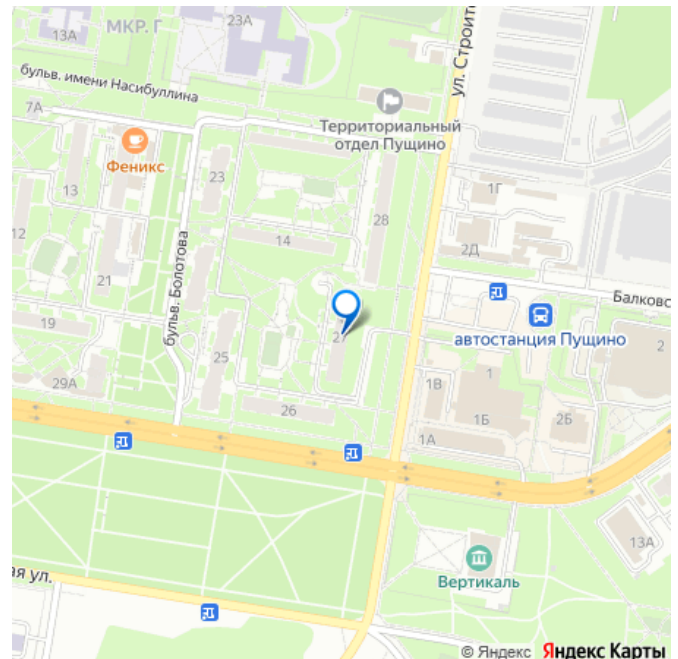 23А
МКР. Г
13А
бульв. имени Насибуллина
7А
Территориальный
отдел Пущино
Феникс
23
13
28
1Г
12
14
2Д
21
бульв. Болотова
Балковс
автостанция Пущино
19
27
2
25
29А
1В
1
26
1Б
2Б
1А
13А
Вертикаль
ая ул.
ул. Строит
© Яндекс Яндекс Карты